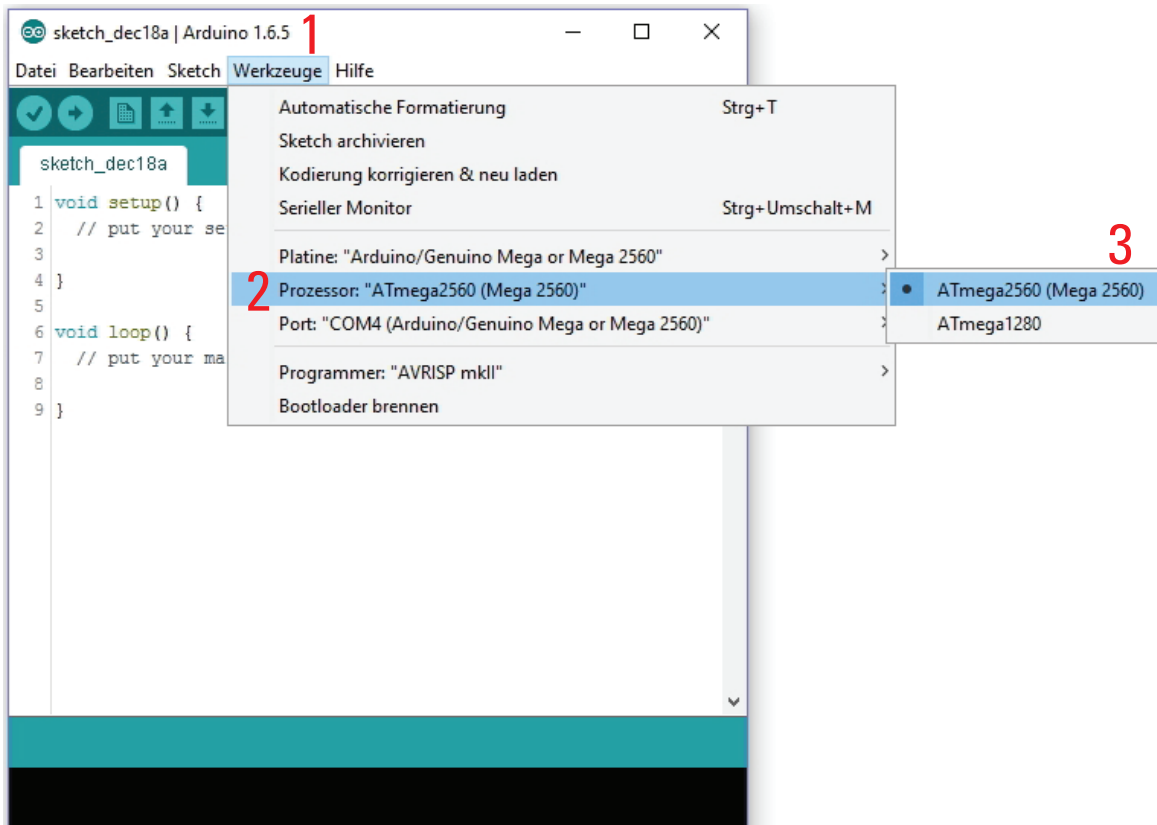 sketch_dec18a | Arduino 1.6.5
1
Datei Bearbeiten Sketch Werkzeuge Hilfe
Automatische Formatierung Strg+T
Sketch archivieren
Kodierung korrigieren & neu laden
Serieller Monitor Strg+Umschalt+M
Platine: "Arduino/Genuino Mega or Mega 2560"
2 Prozessor: "ATmega2560 (Mega 2560)"
Port: "COM4 (Arduino/Genuino Mega or Mega 2560)"
Programmer: "AVRISP mkII"
Bootloader brennen
3
ATmega2560 (Mega 2560)
ATmega1280
sketch_dec18a
1 void setup() {
2 // put your se
3
4 }
5
6 void loop() {
7 // put your ma
8
9 }